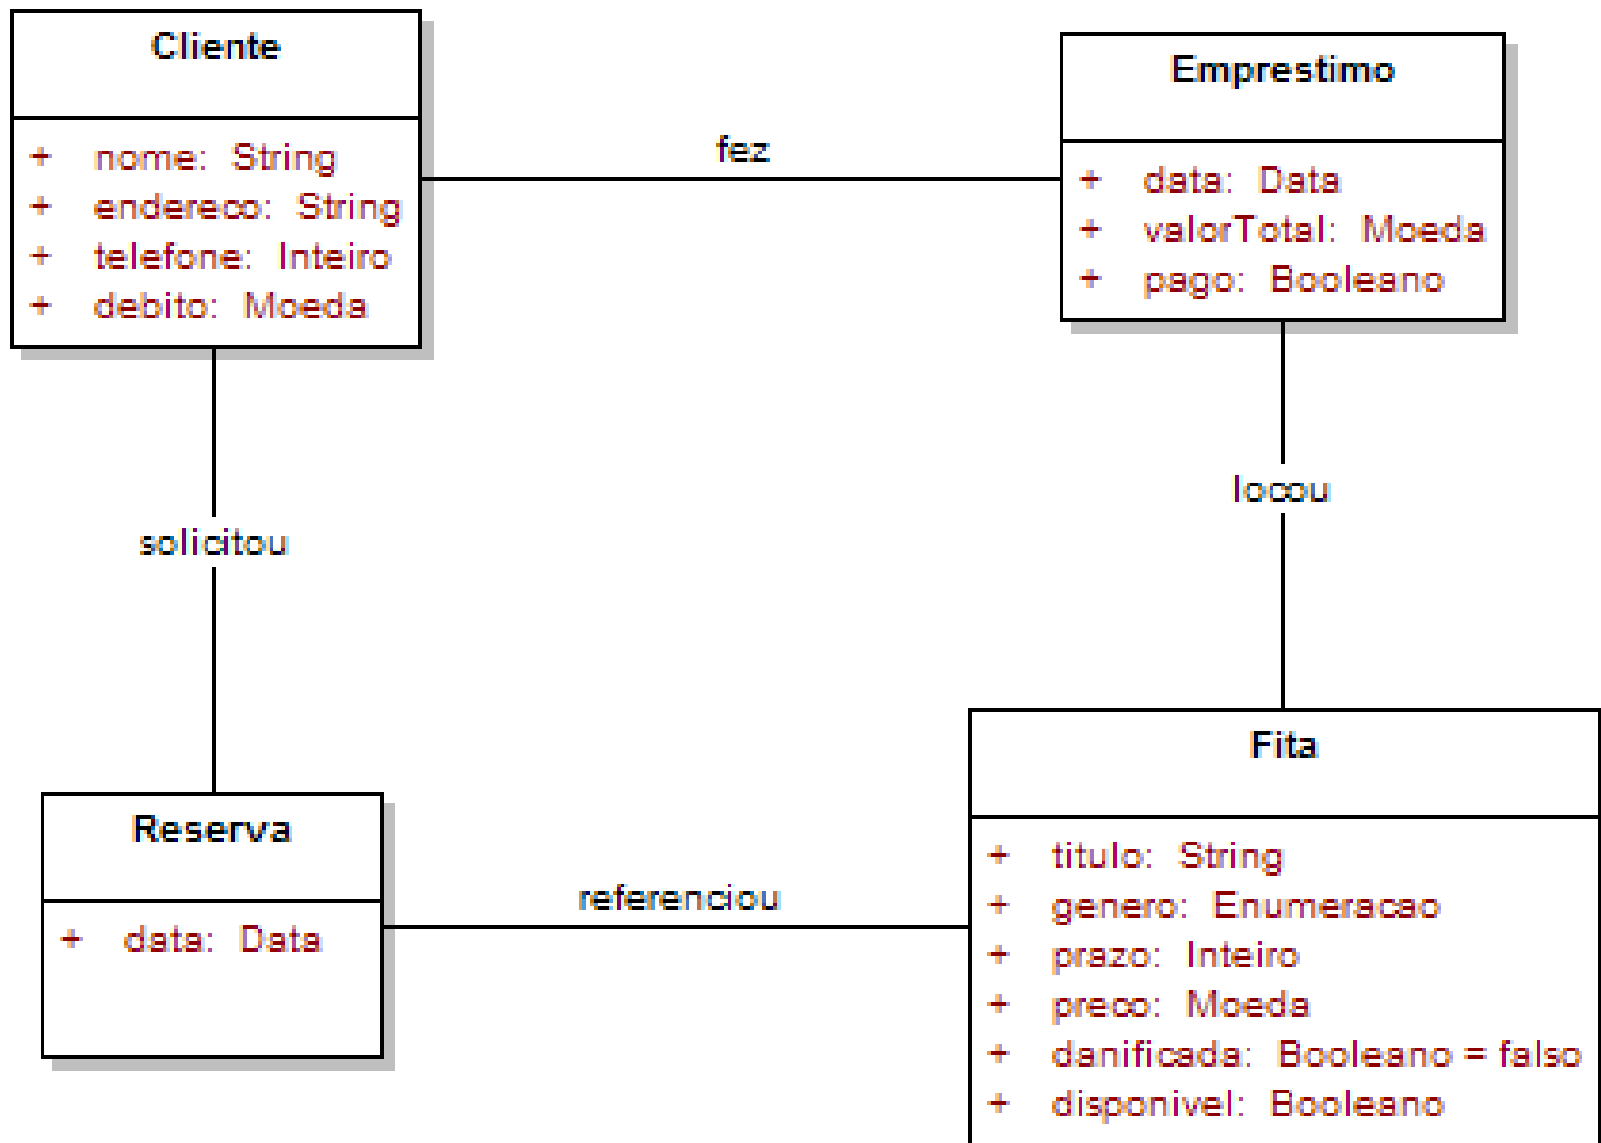 Cliente
+ nome: String
+ endereco: String
+ telefone: Inteiro
+ debito: Moeda
fez
Emprestimo
+ data: Data
+ valorTotal: Moeda
+ pago: Booleano
solicitou
locou
Reserva
+ data: Data
referenciou
Fita
+ titulo: String
+ genero: Enumeracao
+ prazo: Inteiro
+ preco: Moeda
+ danificada: Booleano = falso
+ disponivel: Booleano